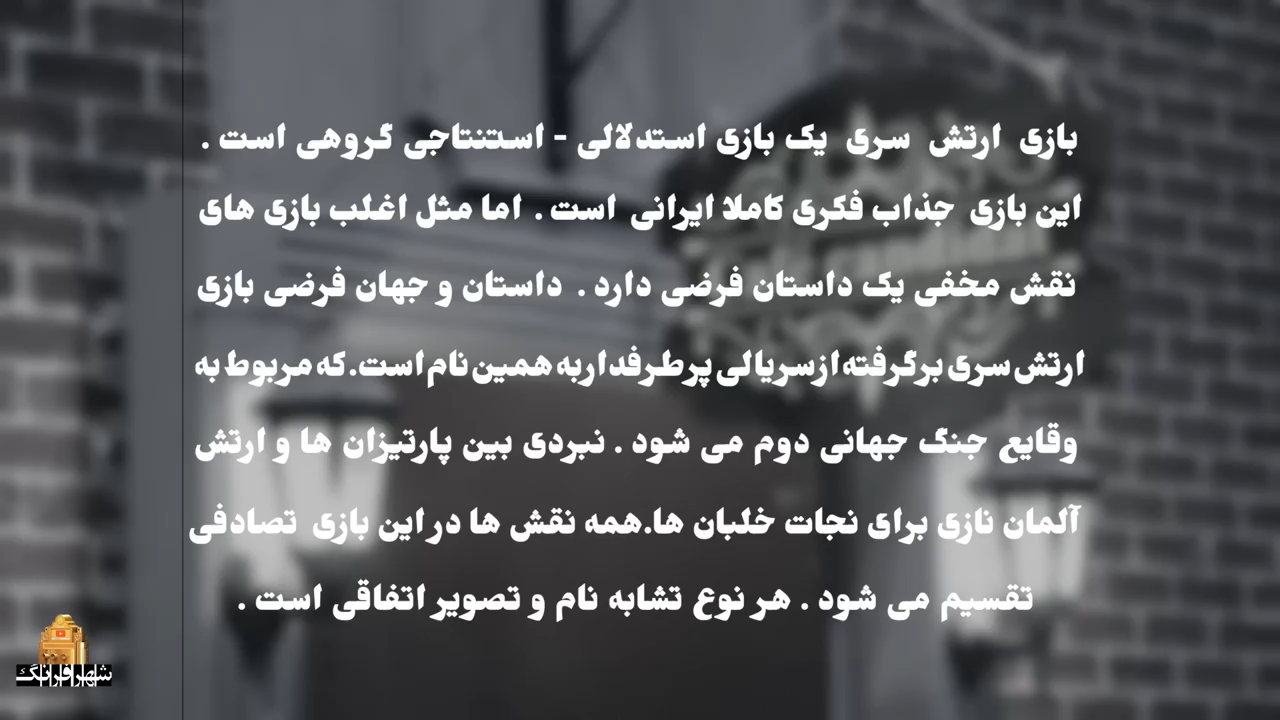 بازی ارتش سری یک بازی استدلالی - استنتاجی گروهی است .
این بازی جذاب فکری کاملا ایرانی است . اما مثل اغلب بازی های
نقش مخفی یک داستان فرضی دارد . داستان و جهان فرضی بازی
ارتش سری برگرفته از سریالی پرطرفدار به همین نام است. که مربوط به
وقایع جنگ جهانی دوم می شود . نبردی بین پارتیزان ها و ارتش
آلمان نازی برای نجات خلبان ها.همه نقش ها در این بازی تصادفی
تقسیم می شود . هر نوع تشابه نام و تصویر اتفاقی است .
شهرفرنگ